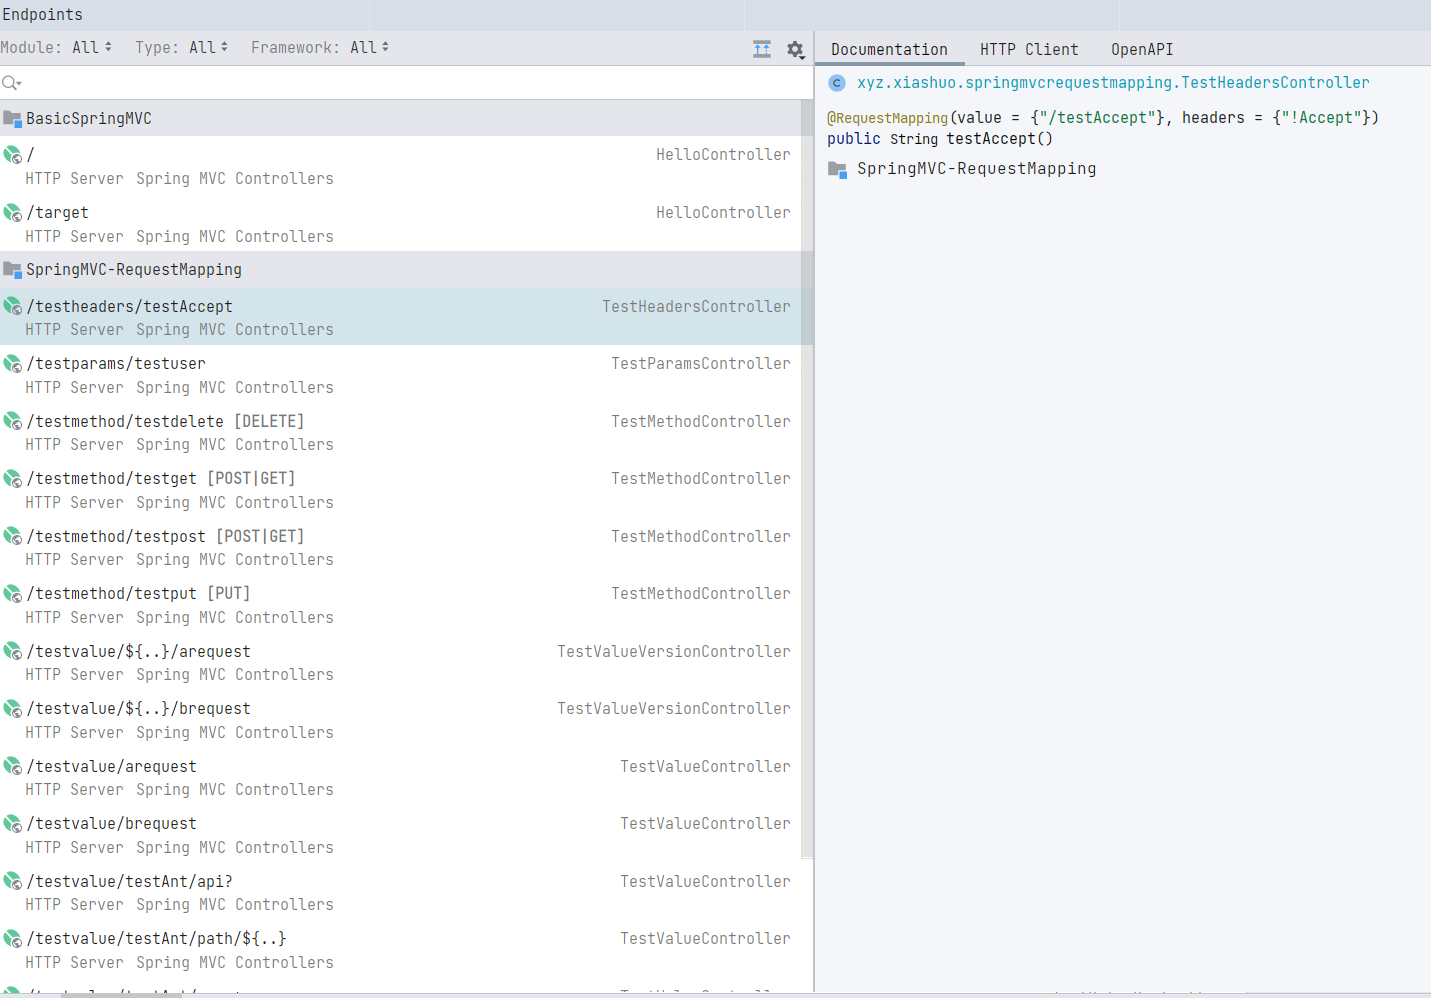 Endpoints
Module: All Type: All Framework: All
BasicSpringMVC
/ HelloController
HTTP Server Spring MVC Controllers
/target HelloController
HTTP Server Spring MVC Controllers
SpringMVC-RequestMapping
/testheaders/testAccept TestHeadersController
HTTP Server Spring MVC Controllers
/testparams/testuser TestParamsController
HTTP Server Spring MVC Controllers
/testmethod/testdelete [DELETE] TestMethodController
HTTP Server Spring MVC Controllers
/testmethod/testget [POST|GET] TestMethodController
HTTP Server Spring MVC Controllers
/testmethod/testpost [POST|GET] TestMethodController
HTTP Server Spring MVC Controllers
/testmethod/testput [PUT] TestMethodController
HTTP Server Spring MVC Controllers
/testvalue/${..}/arequest TestValueVersionController
HTTP Server Spring MVC Controllers
/testvalue/${..}/brequest TestValueVersionController
HTTP Server Spring MVC Controllers
/testvalue/arequest TestValueController
HTTP Server Spring MVC Controllers
/testvalue/brequest TestValueController
HTTP Server Spring MVC Controllers
/testvalue/testAnt/api? TestValueController
HTTP Server Spring MVC Controllers
/testvalue/testAnt/path/${..} TestValueController
HTTP Server Spring MVC Controllers
Documentation HTTP Client OpenAPI
C xyz.xiashuo.springmvcrequestmapping.TestHeadersController
@RequestMapping(value = {"/testAccept"}, headers = {"!Accept"})
public String testAccept()
SpringMVC-RequestMapping